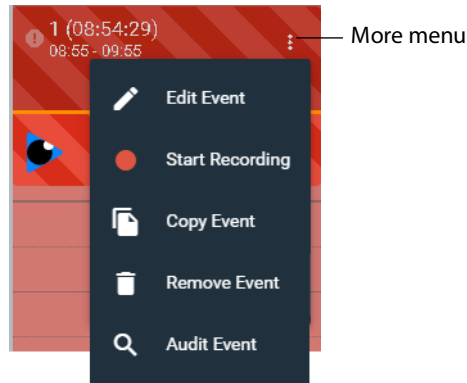 1 (08:54:29)
08:55 - 09:55
More menu
Edit Event
Start Recording
Copy Event
Remove Event
Audit Event